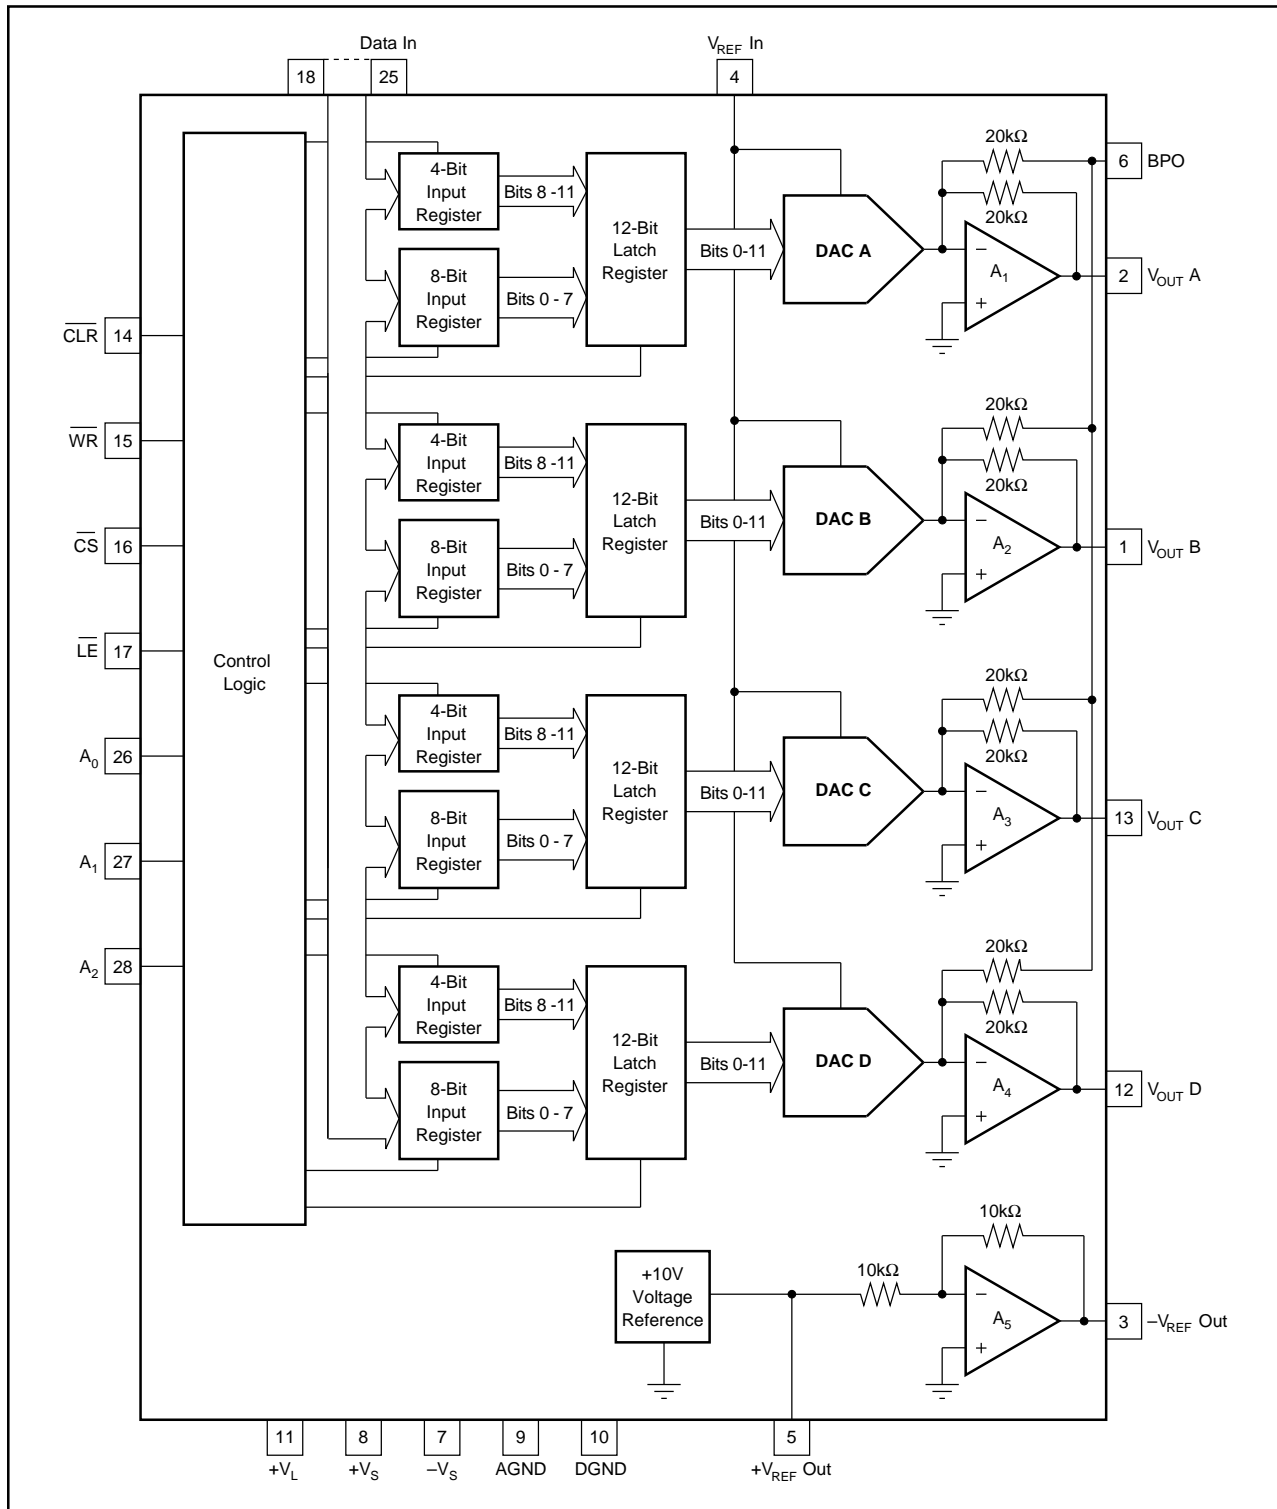 Data In
V_REF In
18
25
4
4-Bit
Input
Register
Bits 8 -11
12-Bit
Latch
Register
Bits 0-11
DAC A
20kΩ
20kΩ
6
BPO
8-Bit
Input
Register
Bits 0 - 7
−
A₁
+
2
V_OUT A
C̅L̅R̅
14
W̅R̅
15
C̅S̅
16
L̅E̅
17
A₀
26
A₁
27
A₂
28
Control
Logic
4-Bit
Input
Register
Bits 8 -11
12-Bit
Latch
Register
Bits 0-11
DAC B
20kΩ
20kΩ
8-Bit
Input
Register
Bits 0 - 7
−
A₂
+
1
V_OUT B
4-Bit
Input
Register
Bits 8 -11
12-Bit
Latch
Register
Bits 0-11
DAC C
20kΩ
20kΩ
8-Bit
Input
Register
Bits 0 - 7
−
A₃
+
13
V_OUT C
4-Bit
Input
Register
Bits 8 -11
12-Bit
Latch
Register
Bits 0-11
DAC D
20kΩ
20kΩ
8-Bit
Input
Register
Bits 0 - 7
−
A₄
+
12
V_OUT D
+10V
Voltage
Reference
10kΩ
10kΩ
−
A₅
+
3
–V_REF Out
11
8
7
9
10
5
+V_L
+V_S
–V_S
AGND
DGND
+V_REF Out